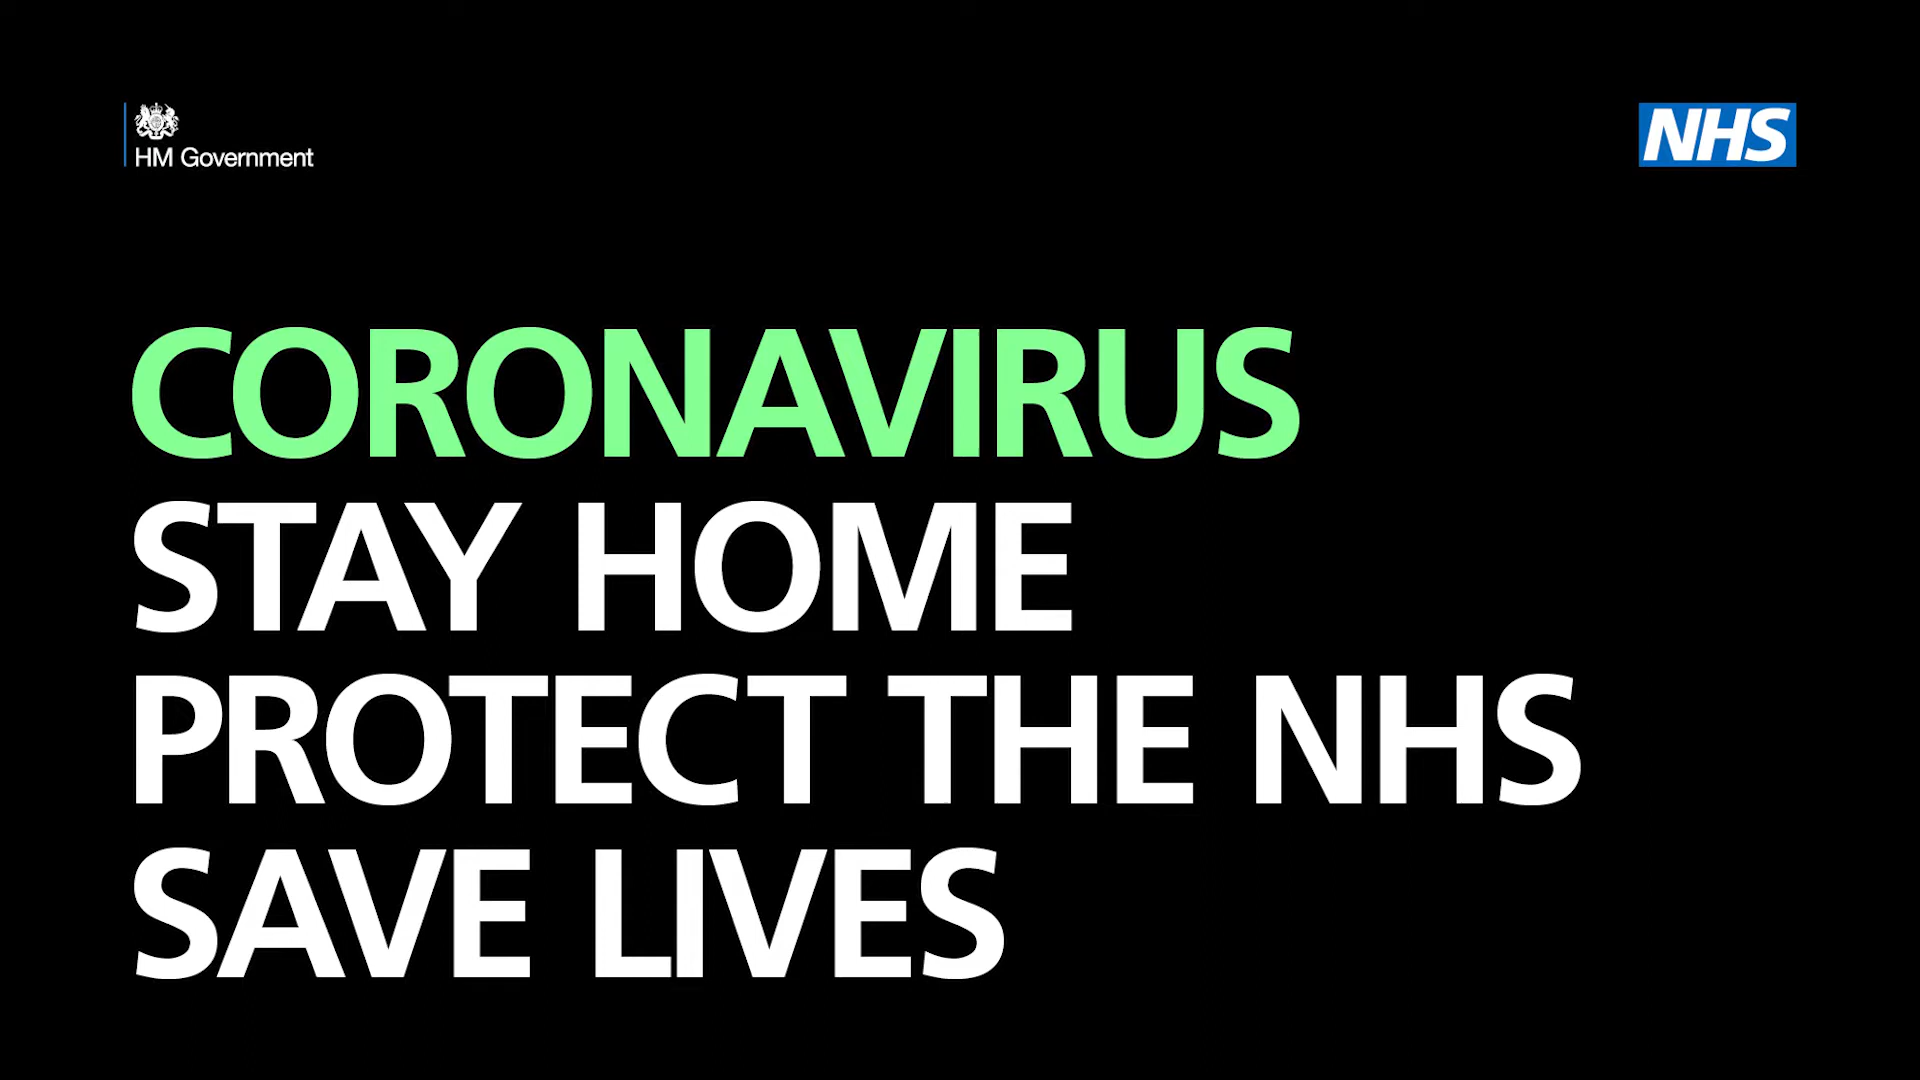 HM Government
NHS
CORONAVIRUS
STAY HOME
PROTECT THE NHS
SAVE LIVES